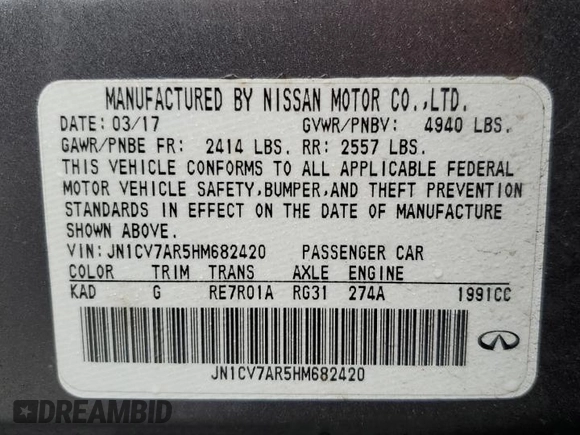 MANUFACTURED BY NISSAN MOTOR CO.,LTD.
DATE: 03/17 GVWR/PNBV: 4940 LBS.
GAWR/PNBE FR: 2414 LBS. RR: 2557 LBS.
THIS VEHICLE CONFORMS TO ALL APPLICABLE FEDERAL
MOTOR VEHICLE SAFETY,BUMPER,AND THEFT PREVENTION
STANDARDS IN EFFECT ON THE DATE OF MANUFACTURE
SHOWN ABOVE.
VIN: JN1CV7AR5HM682420 PASSENGER CAR
COLOR TRIM TRANS AXLE ENGINE
KAD G RE7R01A RG31 274A 1991CC
JN1CV7AR5HM682420
DREAMBID